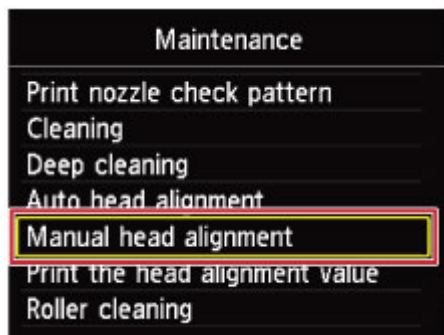 Maintenance
Print nozzle check pattern
Cleaning
Deep cleaning
Auto head alignment
Manual head alignment
Print the head alignment value
Roller cleaning